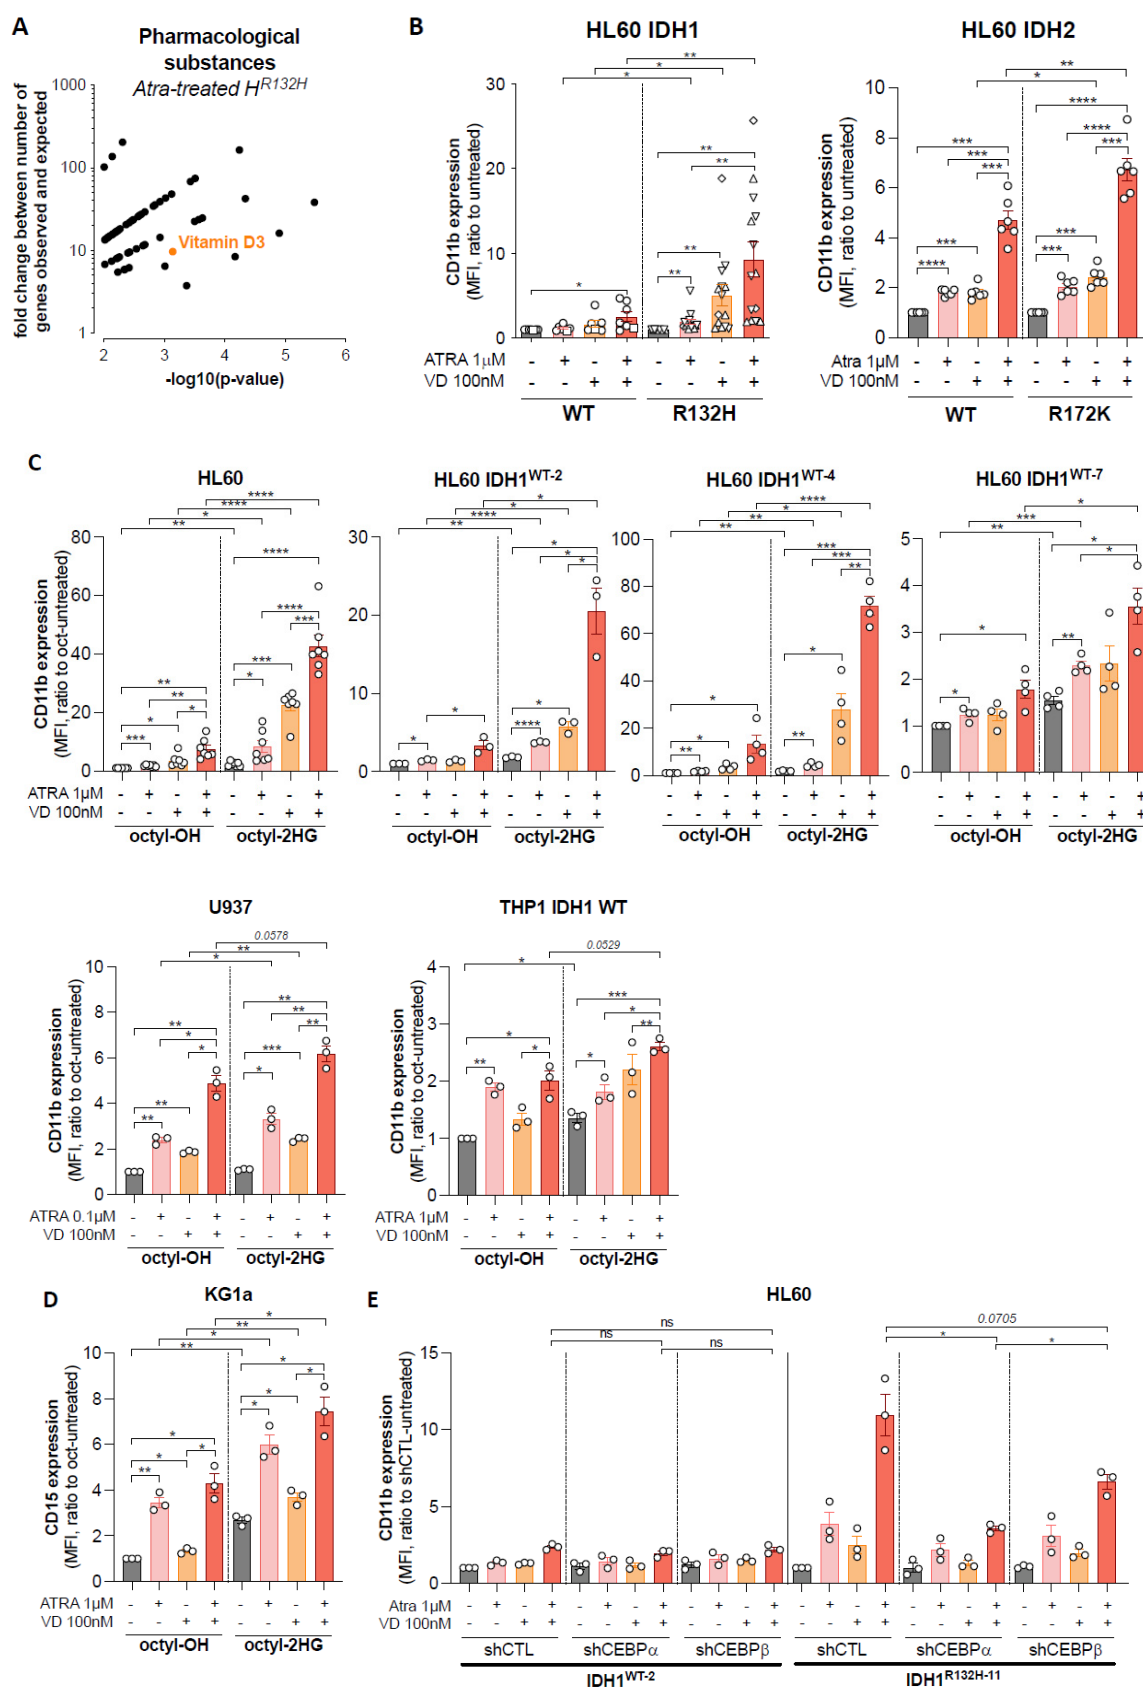 A
Pharmacological
substances
Atra-treated H^R132H
fold change between number of
genes observed and expected
1000
100
10
1
Vitamin D3
2 3 4 5 6
-log10(p-value)
B
HL60 IDH1
CD11b expression
(MFI, ratio to untreated)
30
20
10
0
** 
*
*
**
**
**
**
*
ATRA 1μM - + - + - + - +
VD 100nM - - + + - - + +
WT R132H
HL60 IDH2
CD11b expression
(MFI, ratio to untreated)
10
8
6
4
2
0
**
*
****
****
***
***
***
***
***
****
***
***
Atra 1μM - + - + - + - +
VD 100nM - - + + - - + +
WT R172K
C
HL60
CD11b expression
(MFI, ratio to oct-untreated)
80
60
40
20
0
****
****
*
**
****
****
***
***
*
**
**
*
*
***
ATRA 1μM - + - + - + - +
VD 100nM - - + + - - + +
octyl-OH octyl-2HG
HL60 IDH1^WT-2
30
20
10
0
*
*
****
**
*
*
*
*
****
*
*
- + - + - + - +
- - + + - - + +
octyl-OH octyl-2HG
HL60 IDH1^WT-4
100
80
60
40
20
0
****
*
**
**
***
***
**
*
**
*
*
**
- + - + - + - +
- - + + - - + +
octyl-OH octyl-2HG
HL60 IDH1^WT-7
5
4
3
2
1
0
*
***
**
*
*
**
*
*
- + - + - + - +
- - + + - - + +
octyl-OH octyl-2HG
U937
CD11b expression
(MFI, ratio to oct-untreated)
10
8
6
4
2
0
0.0578
**
*
**
**
**
***
*
**
*
*
**
**
ATRA 0.1μM - + - + - + - +
VD 100nM - - + + - - + +
octyl-OH octyl-2HG
THP1 IDH1 WT
CD11b expression
(MFI, ratio to oct-untreated)
4
3
2
1
0
0.0529
*
***
*
**
*
*
*
**
ATRA 1μM - + - + - + - +
VD 100nM - - + + - - + +
octyl-OH octyl-2HG
D
KG1a
CD15 expression
(MFI, ratio to oct-untreated)
10
8
6
4
2
0
*
**
*
**
*
*
*
*
*
*
*
**
ATRA 1μM - + - + - + - +
VD 100nM - - + + - - + +
octyl-OH octyl-2HG
E
HL60
CD11b expression
(MFI, ratio to shCTL-untreated)
15
10
5
0
ns
ns
ns
0.0705
*
*
Atra 1μM - + - + - + - + - + - + - + - + - + - + - + - +
VD 100nM - - + + - - + + - - + + - - + + - - + + - - + +
shCTL shCEBPα shCEBPβ shCTL shCEBPα shCEBPβ
IDH1^WT-2 IDH1^R132H-11